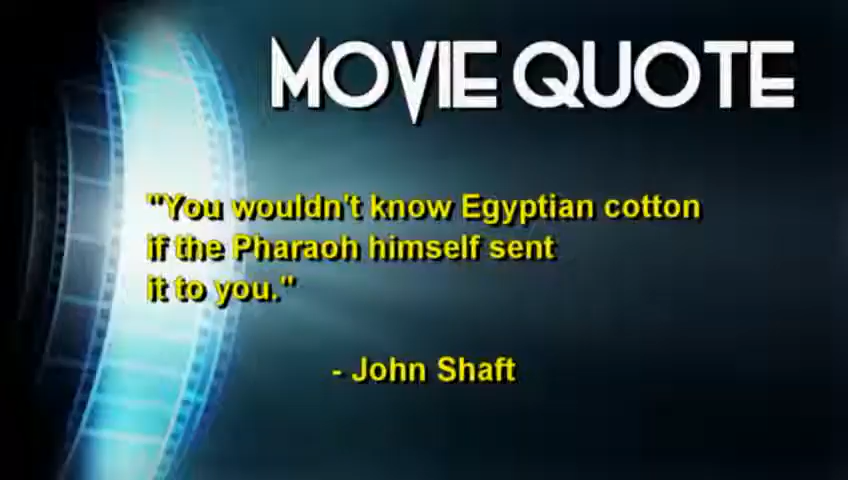 MOVIE QUOTE
"You wouldn't know Egyptian cotton
if the Pharaoh himself sent
it to you."
- John Shaft